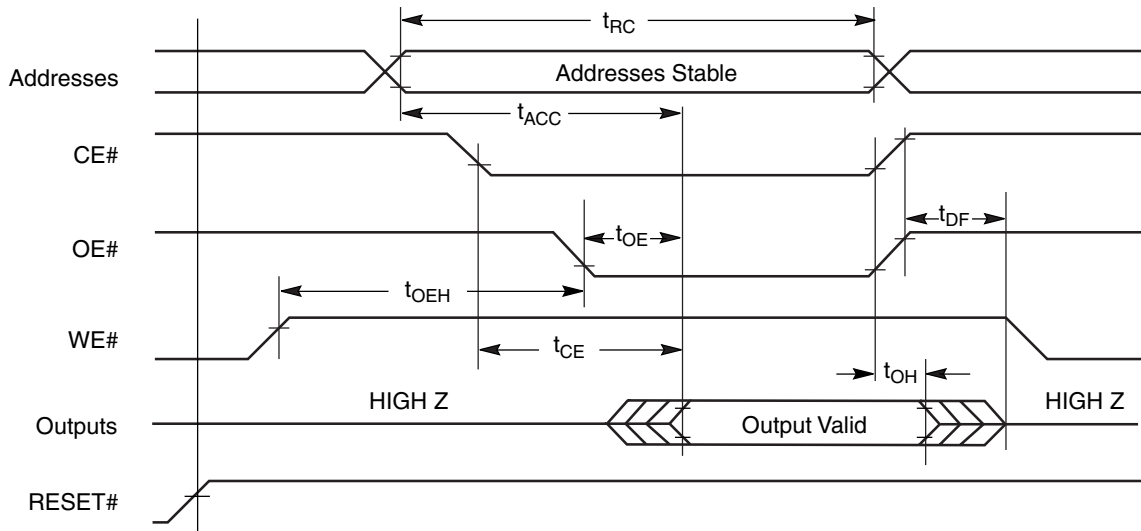 tRC
Addresses
Addresses Stable
tACC
CE#
tDF
OE#
tOE
tOEH
WE#
tCE
tOH
HIGH Z
HIGH Z
Outputs
Output Valid
RESET#